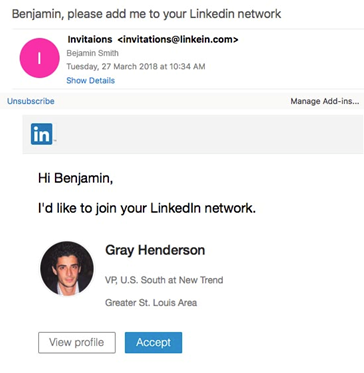 Benjamin, please add me to your Linkedin network
I
Invitaions <invitations@linkein.com>
Bejamin Smith
Tuesday, 27 March 2018 at 10:34 AM
Show Details
Unsubscribe
Manage Add-ins...
in
Hi Benjamin,
I'd like to join your LinkedIn network.
Gray Henderson
VP, U.S. South at New Trend
Greater St. Louis Area
View profile
Accept